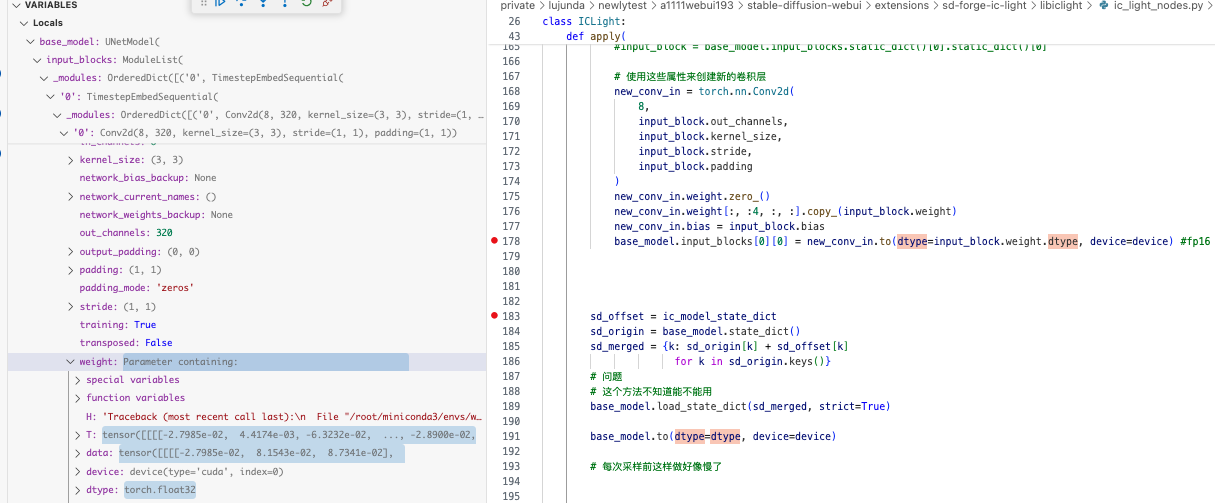 VARIABLES
Locals
base_model: UNetModel(
input_blocks: ModuleList(
_modules: OrderedDict([('0', TimestepEmbedSequential(
'0': TimestepEmbedSequential(
_modules: OrderedDict([('0', Conv2d(8, 320, kernel_size=(3, 3), stride=(1, …
'0': Conv2d(8, 320, kernel_size=(3, 3), stride=(1, 1), padding=(1, 1))
kernel_size: (3, 3)
network_bias_backup: None
network_current_names: ()
network_weights_backup: None
out_channels: 320
output_padding: (0, 0)
padding: (1, 1)
padding_mode: 'zeros'
stride: (1, 1)
training: True
transposed: False
weight: Parameter containing:
special variables
function variables
H: 'Traceback (most recent call last):\n  File "/root/miniconda3/envs/w…
T: tensor([[[[-2.7985e-02,  4.4174e-03, -6.3232e-02,  ..., -2.8900e-02,
data: tensor([[[[-2.7985e-02,  8.1543e-02,  8.7341e-02],
device: device(type='cuda', index=0)
dtype: torch.float32
private > lujunda > newlytest > a1111webui193 > stable-diffusion-webui > extensions > sd-forge-ic-light > libiclight > ic_light_nodes.py >
26 class ICLight:
43 def apply(
165 #input_block = base_model.input_blocks.static_dict()[0].static_dict()[0]
166
167 # 使用这些属性来创建新的卷积层
168 new_conv_in = torch.nn.Conv2d(
169 8,
170 input_block.out_channels,
171 input_block.kernel_size,
172 input_block.stride,
173 input_block.padding
174 )
175 new_conv_in.weight.zero_()
176 new_conv_in.weight[:, :4, :, :].copy_(input_block.weight)
177 new_conv_in.bias = input_block.bias
178 base_model.input_blocks[0][0] = new_conv_in.to(dtype=input_block.weight.dtype, device=device) #fp16
179
180
181
182
183 sd_offset = ic_model_state_dict
184 sd_origin = base_model.state_dict()
185 sd_merged = {k: sd_origin[k] + sd_offset[k]
186 for k in sd_origin.keys()}
187 # 问题
188 # 这个方法不知道能不能用
189 base_model.load_state_dict(sd_merged, strict=True)
190
191 base_model.to(dtype=dtype, device=device)
192
193 # 每次采样前这样做好像慢了
194
195